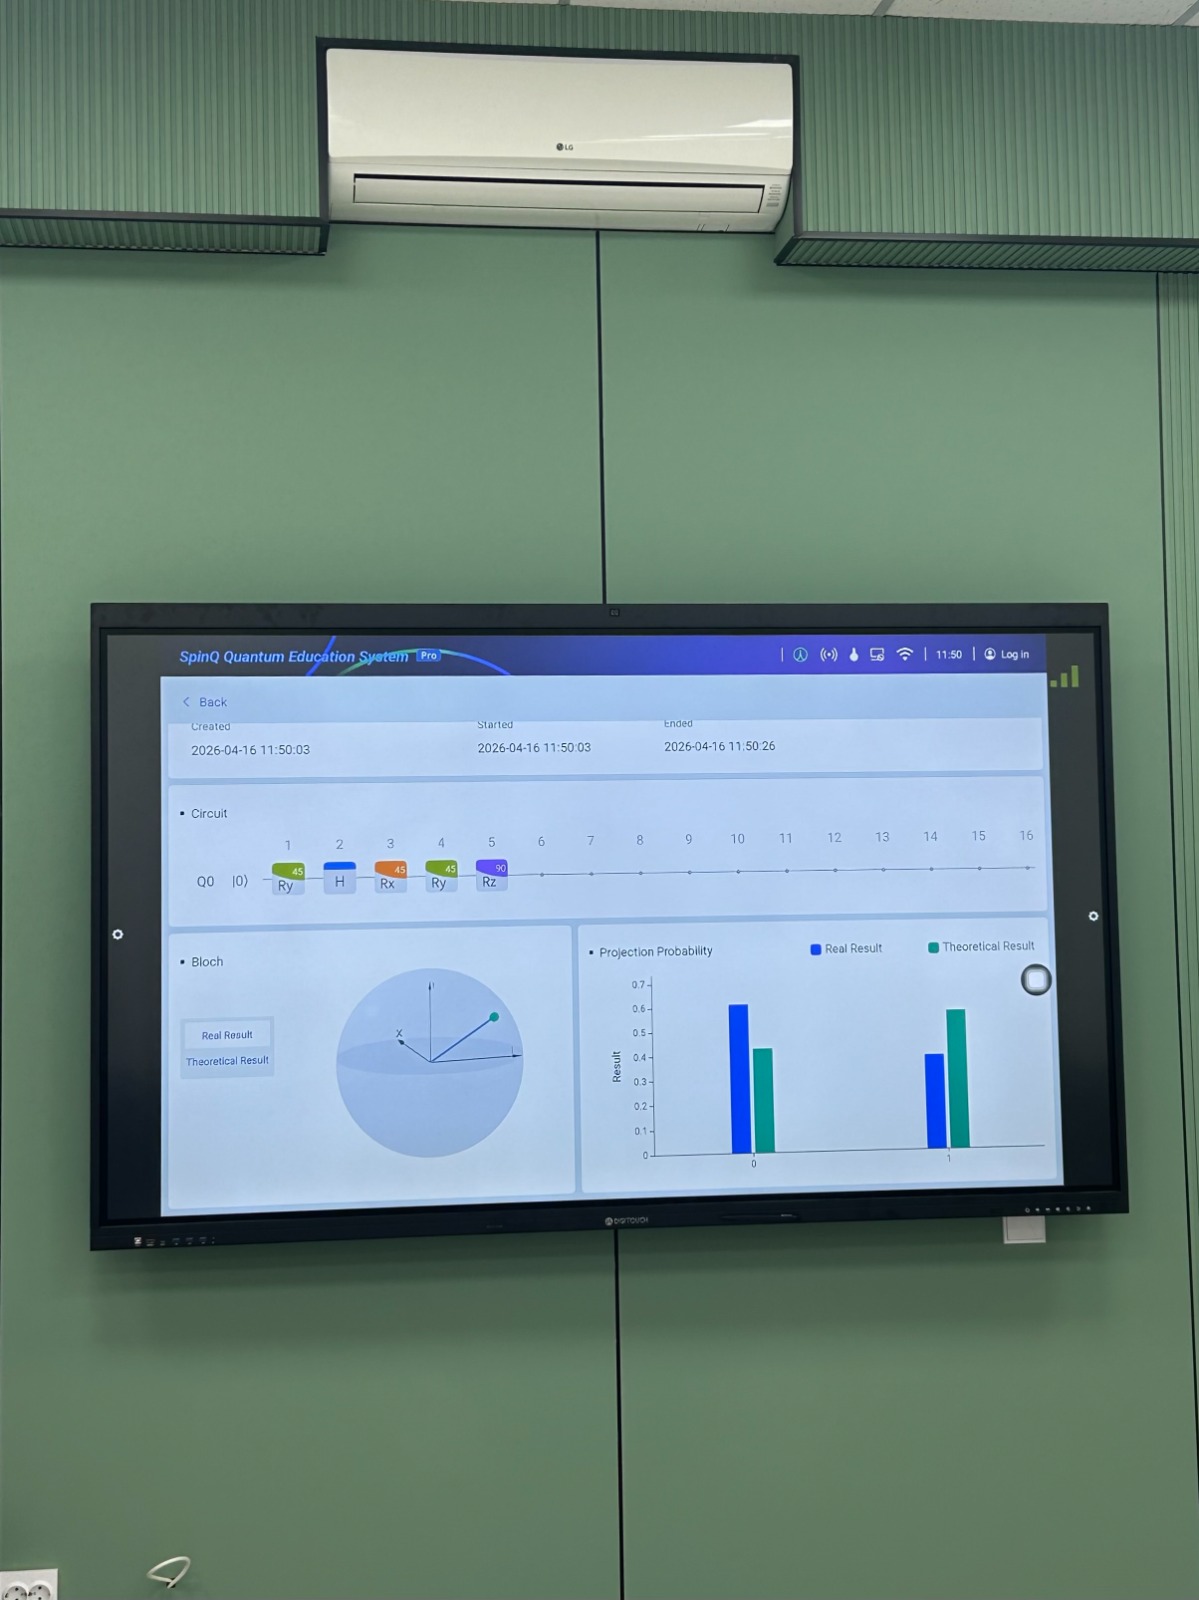 LG
SpinQ Quantum Education System Pro
11:50 Log in
Back
Created Started Ended
2026-04-16 11:50:03 2026-04-16 11:50:03 2026-04-16 11:50:26
Circuit
1 2 3 4 5 6 7 8 9 10 11 12 13 14 15 16
45 45 45 90
Q0 |0⟩ Ry H Rx Ry Rz
Bloch
Real Result
Theoretical Result
X
Projection Probability Real Result Theoretical Result
0.7
0.6
0.5
0.4
0.3
0.2
0.1
0
Result
0 1
DIGITOUCH